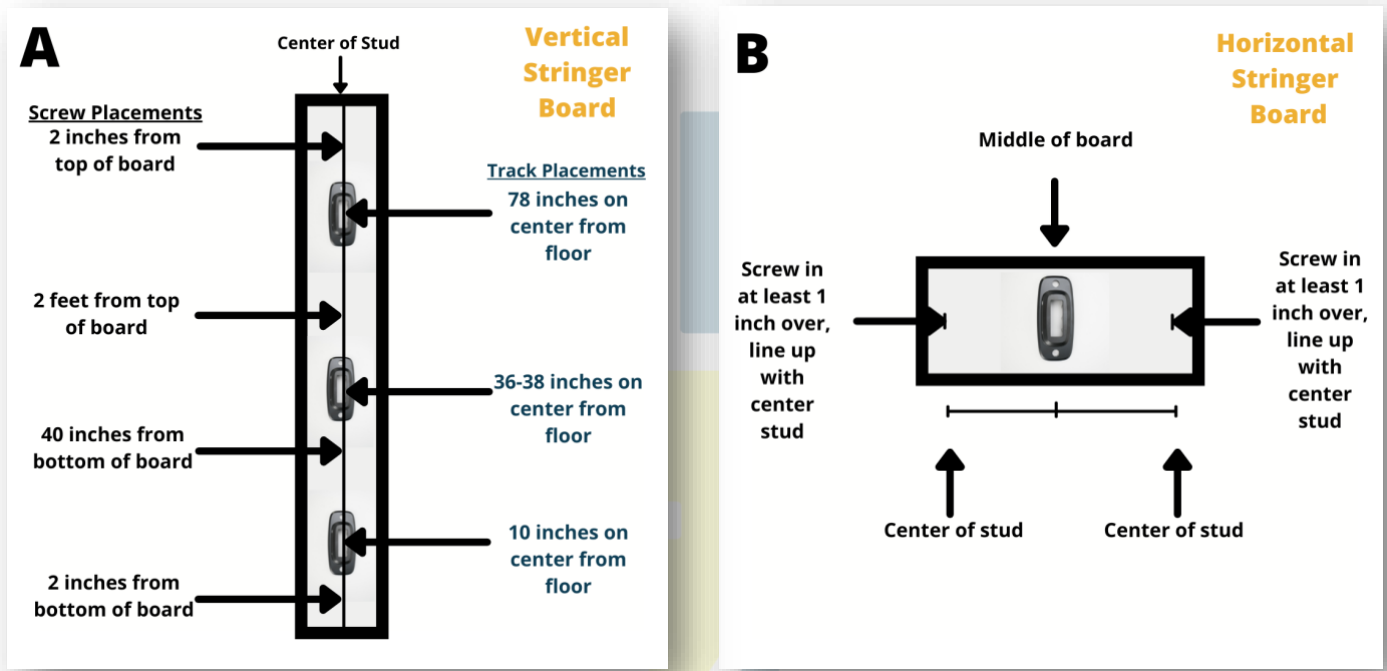 A
Center of Stud
Vertical
Stringer
Board
Screw Placements
2 inches from
top of board
Track Placements
78 inches on
center from
floor
2 feet from top
of board
36-38 inches on
center from
floor
40 inches from
bottom of board
10 inches on
center from
floor
2 inches from
bottom of board
B
Horizontal
Stringer
Board
Middle of board
Screw in
at least 1
inch over,
line up
with
center
stud
Screw in
at least 1
inch over,
line up
with
center
stud
Center of stud
Center of stud